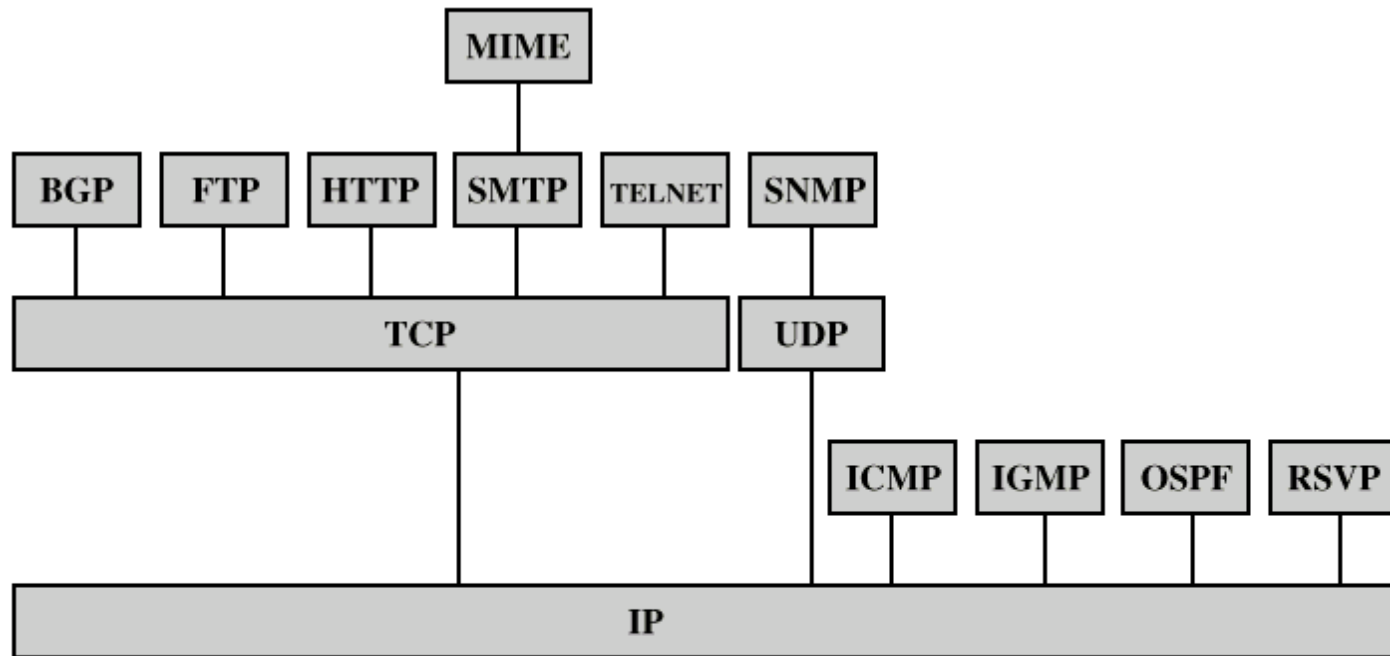 MIME
BGP FTP HTTP SMTP TELNET SNMP
TCP UDP
ICMP IGMP OSPF RSVP
IP